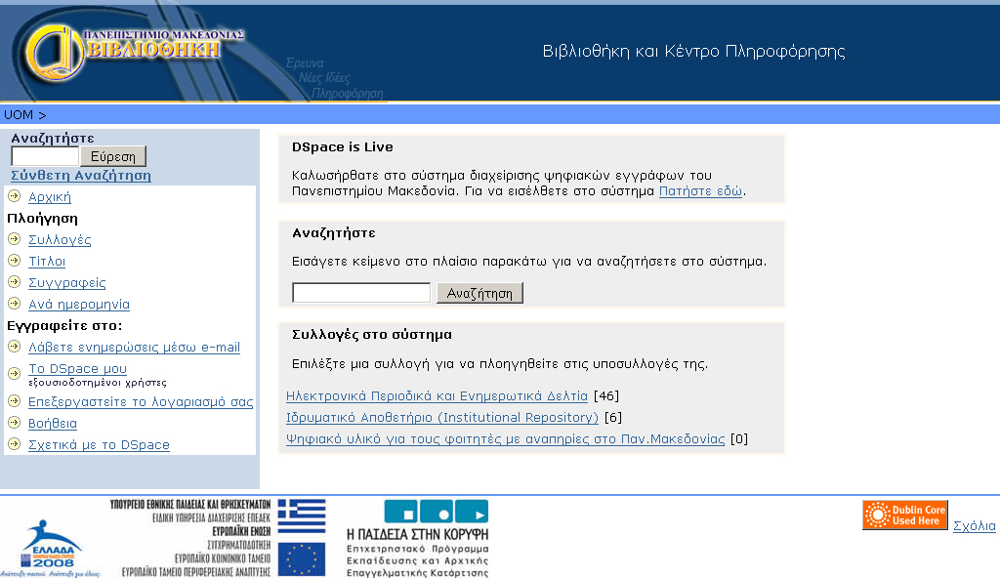 ΠΑΝΕΠΙΣΤΗΜΙΟ ΜΑΚΕΔΟΝΙΑΣ
ΒΙΒΛΙΟΘΗΚΗ
Έρευνα
Νέες Ιδέες
Πληροφόρηση
Βιβλιοθήκη και Κέντρο Πληροφόρησης
UOM >
Αναζητήστε
Εύρεση
Σύνθετη Αναζήτηση
Αρχική
Πλοήγηση
Συλλογές
Τίτλοι
Συγγραφείς
Ανά ημερομηνία
Εγγραφείτε στο:
Λάβετε ενημερώσεις μέσω e-mail
Το DSpace μου
εξουσιοδοτημένοι χρήστες
Επεξεργαστείτε το λογαριασμό σας
Βοήθεια
Σχετικά με το DSpace
DSpace is Live
Καλωσήρθατε στο σύστημα διαχείρισης ψηφιακών εγγράφων του
Πανεπιστημίου Μακεδονία. Για να εισέλθετε στο σύστημα Πατήστε εδώ.
Αναζητήστε
Εισάγετε κείμενο στο πλαίσιο παρακάτω για να αναζητήσετε στο σύστημα.
Αναζήτηση
Συλλογές στο σύστημα
Επιλέξτε μια συλλογή για να πλοηγηθείτε στις υποσυλλογές της.
Ηλεκτρονικά Περιοδικά και Ενημερωτικά Δελτία [46]
Ιδρυματικό Αποθετήριο (Institutional Repository) [6]
Ψηφιακό υλικό για τους φοιτητές με αναπηρίες στο Παν.Μακεδονίας [0]
ΕΛΛΑΔΑ
2008
ΥΠΟΥΡΓΕΙΟ ΕΘΝΙΚΗΣ ΠΑΙΔΕΙΑΣ ΚΑΙ ΘΡΗΣΚΕΥΜΑΤΩΝ
ΕΙΔΙΚΗ ΥΠΗΡΕΣΙΑ ΔΙΑΧΕΙΡΙΣΗΣ ΕΠΕΑΕΚ
ΕΥΡΩΠΑΪΚΗ ΕΝΩΣΗ
ΣΥΓΧΡΗΜΑΤΟΔΟΤΗΣΗ
ΕΥΡΩΠΑΪΚΟ ΚΟΙΝΩΝΙΚΟ ΤΑΜΕΙΟ
ΕΥΡΩΠΑΪΚΟ ΤΑΜΕΙΟ ΠΕΡΙΦΕΡΕΙΑΚΗΣ ΑΝΑΠΤΥΞΗΣ
Η ΠΑΙΔΕΙΑ ΣΤΗΝ ΚΟΡΥΦΗ
Επιχειρησιακό Πρόγραμμα
Εκπαίδευσης και Αρχικής
Επαγγελματικής Κατάρτισης
Dublin Core
Used Here
Σχόλια